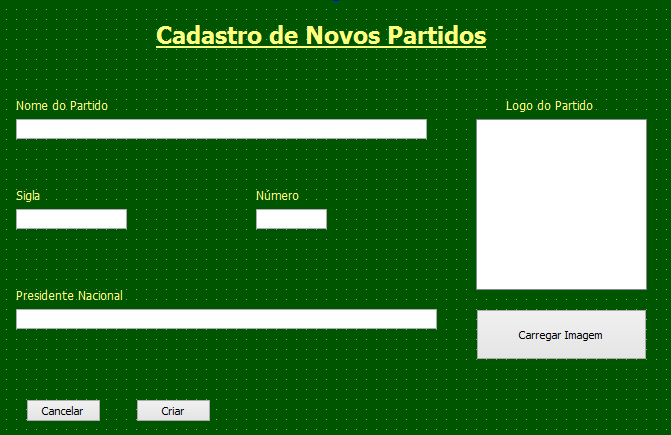 Cadastro de Novos Partidos
Nome do Partido
Logo do Partido
Sigla
Número
Presidente Nacional
Carregar Imagem
Cancelar
Criar